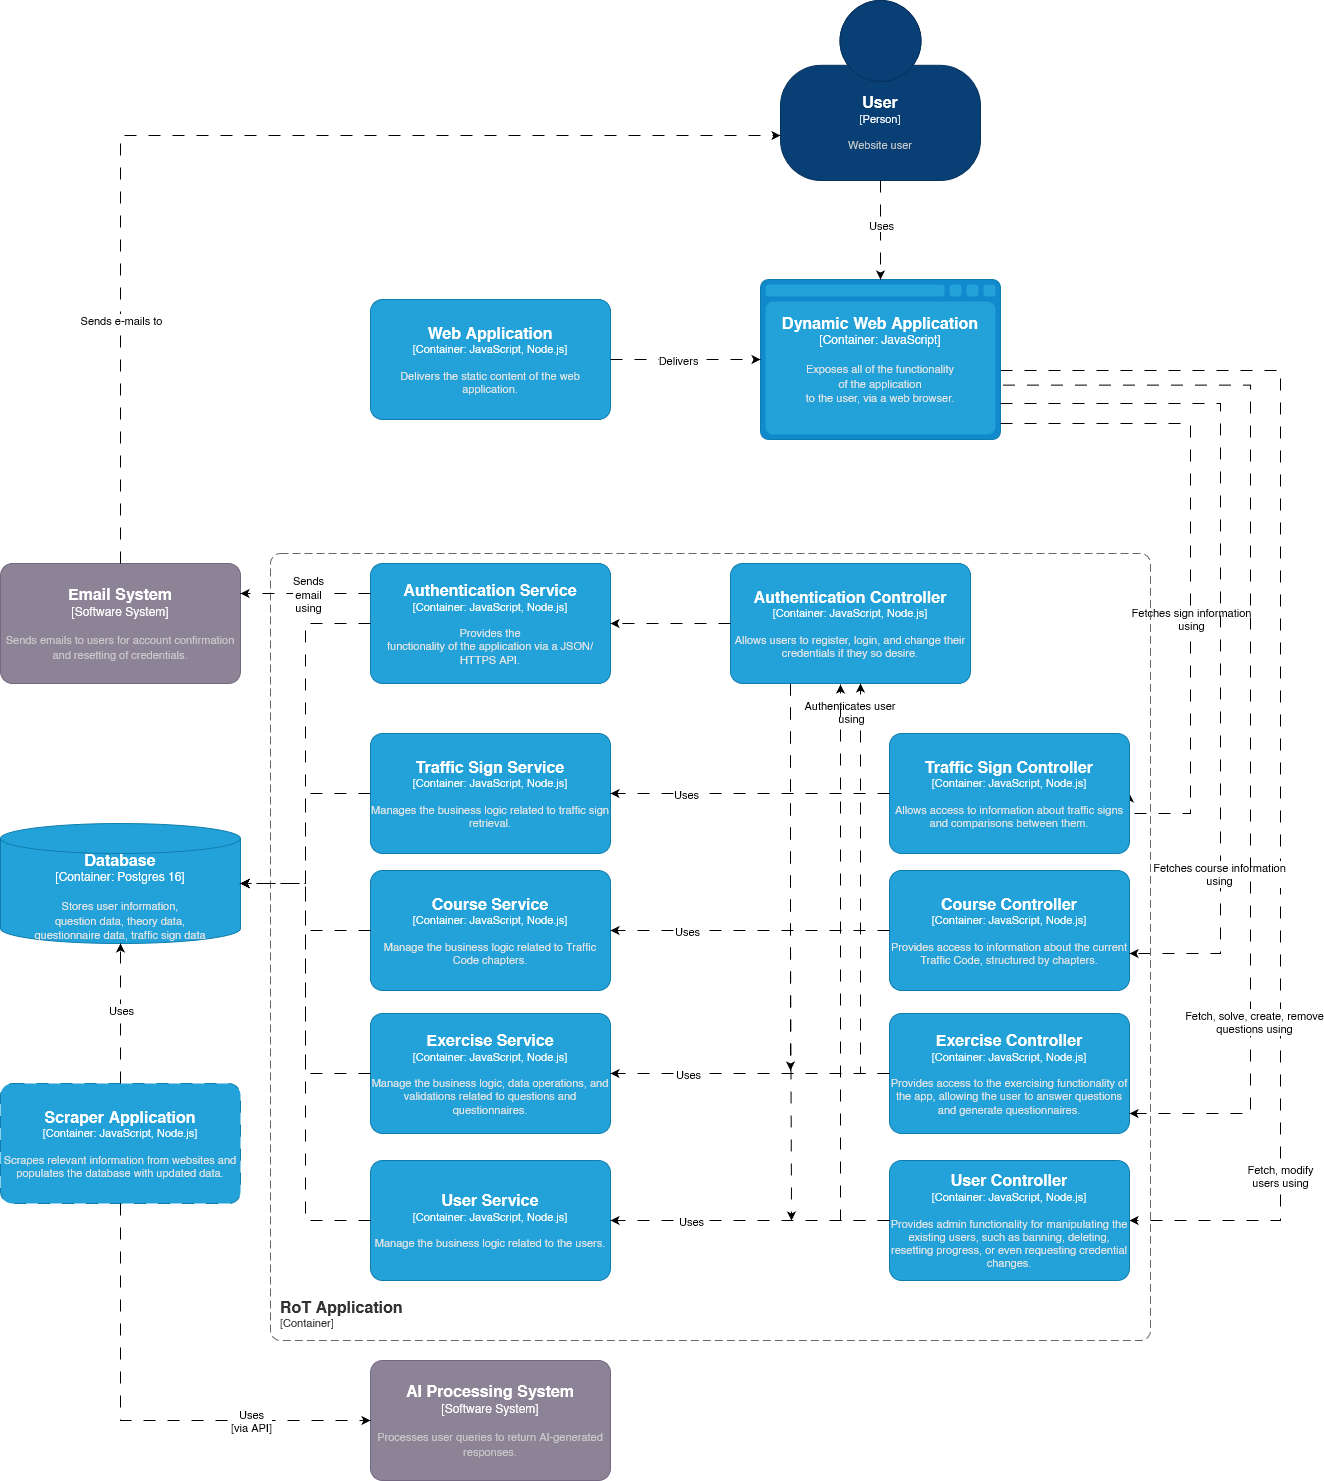 User
[Person]
Website user
Uses
Sends e-mails to
Web Application
[Container: JavaScript, Node.js]
Delivers the static content of the web
application.
Delivers
Dynamic Web Application
[Container: JavaScript]
Exposes all of the functionality
of the application
to the user, via a web browser.
Email System
[Software System]
Sends emails to users for account confirmation
and resetting of credentials.
Sends
email
using
Authentication Service
[Container: JavaScript, Node.js]
Provides the
functionality of the application via a JSON/
HTTPS API.
Authentication Controller
[Container: JavaScript, Node.js]
Allows users to register, login, and change their
credentials if they so desire.
Fetches sign information
using
Authenticates user
using
Traffic Sign Service
[Container: JavaScript, Node.js]
Manages the business logic related to traffic sign
retrieval.
Uses
Traffic Sign Controller
[Container: JavaScript, Node.js]
Allows access to information about traffic signs
and comparisons between them.
Database
[Container: Postgres 16]
Stores user information,
question data, theory data,
questionnaire data, traffic sign data
Course Service
[Container: JavaScript, Node.js]
Manage the business logic related to Traffic
Code chapters.
Uses
Course Controller
[Container: JavaScript, Node.js]
Provides access to information about the current
Traffic Code, structured by chapters.
Fetches course information
using
Uses
Exercise Service
[Container: JavaScript, Node.js]
Manage the business logic, data operations, and
validations related to questions and
questionnaires.
Uses
Exercise Controller
[Container: JavaScript, Node.js]
Provides access to the exercising functionality of
the app, allowing the user to answer questions
and generate questionnaires.
Fetch, solve, create, remove
questions using
Scraper Application
[Container: JavaScript, Node.js]
Scrapes relevant information from websites and
populates the database with updated data.
User Service
[Container: JavaScript, Node.js]
Manage the business logic related to the users.
Uses
User Controller
[Container: JavaScript, Node.js]
Provides admin functionality for manipulating the
existing users, such as banning, deleting,
resetting progress, or even requesting credential
changes.
Fetch, modify
users using
RoT Application
[Container]
Uses
[via API]
AI Processing System
[Software System]
Processes user queries to return AI-generated
responses.